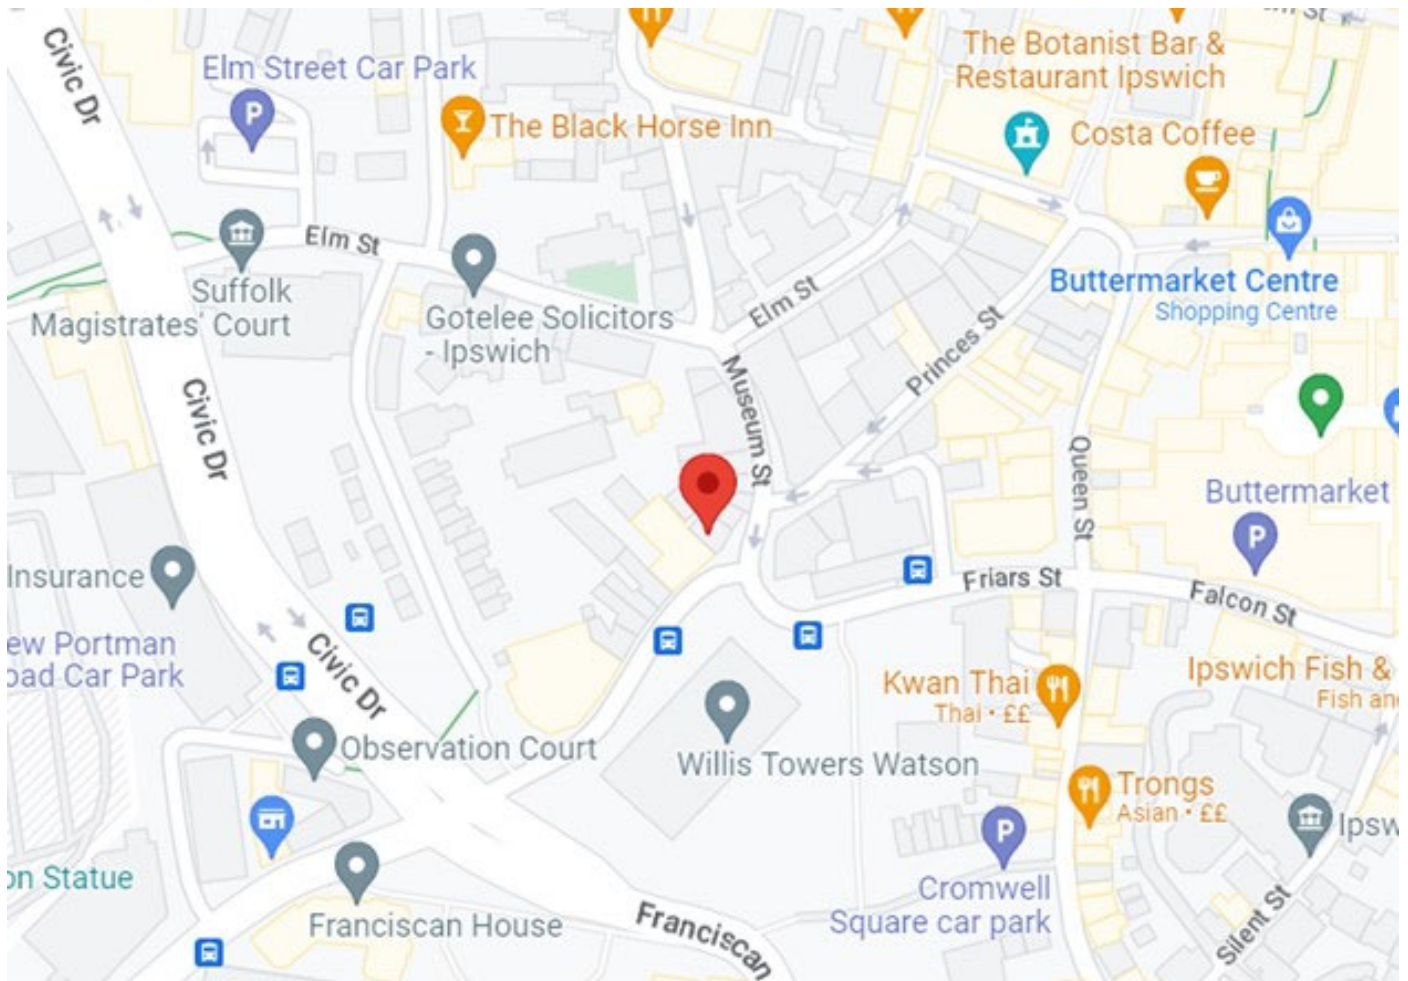 Civic Dr
Elm Street Car Park
The Black Horse Inn
The Botanist Bar &
Restaurant Ipswich
Costa Coffee
St
Elm St
Suffolk
Magistrates' Court
Gotelee Solicitors
- Ipswich
Elm St
Buttermarket Centre
Shopping Centre
Princes St
Museum St
Civic Dr
Queen St
Buttermarket
Insurance
Friars St
Falcon St
ew Portman
oad Car Park
Civic Dr
Kwan Thai
Thai · ££
Ipswich Fish &
Fish an
Observation Court
Willis Towers Watson
Trongs
Asian · ££
Ipsw
on Statue
Cromwell
Square car park
Franciscan House
Franciscan
Silent St
P
P
P